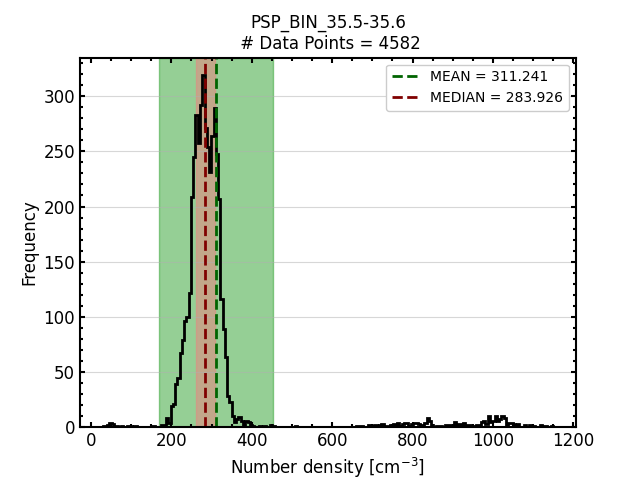 PSP_BIN_35.5-35.6
# Data Points = 4582
MEAN = 311.241
MEDIAN = 283.926
Frequency
300
250
200
150
100
50
0
0 200 400 600 800 1000 1200
Number density [cm⁻³]